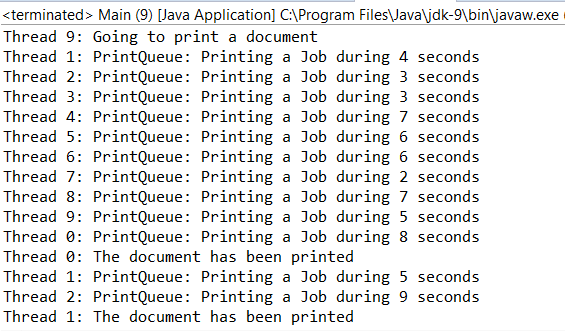 <terminated> Main (9) [Java Application] C:\Program Files\Java\jdk-9\bin\javaw.exe (
Thread 9: Going to print a document
Thread 1: PrintQueue: Printing a Job during 4 seconds
Thread 2: PrintQueue: Printing a Job during 3 seconds
Thread 3: PrintQueue: Printing a Job during 3 seconds
Thread 4: PrintQueue: Printing a Job during 7 seconds
Thread 5: PrintQueue: Printing a Job during 6 seconds
Thread 6: PrintQueue: Printing a Job during 6 seconds
Thread 7: PrintQueue: Printing a Job during 2 seconds
Thread 8: PrintQueue: Printing a Job during 7 seconds
Thread 9: PrintQueue: Printing a Job during 5 seconds
Thread 0: PrintQueue: Printing a Job during 8 seconds
Thread 0: The document has been printed
Thread 1: PrintQueue: Printing a Job during 5 seconds
Thread 2: PrintQueue: Printing a Job during 9 seconds
Thread 1: The document has been printed